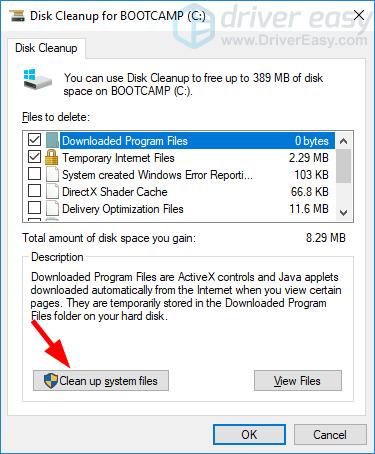 driver easy
www.DriverEasy.com
Disk Cleanup for BOOTCAMP (C:)
Disk Cleanup
You can use Disk Cleanup to free up to 389 MB of disk
space on BOOTCAMP (C:).
Files to delete:
Downloaded Program Files 0 bytes
Temporary Internet Files 2.29 MB
System created Windows Error Reporti... 103 KB
DirectX Shader Cache 66.8 KB
Delivery Optimization Files 11.6 MB
Total amount of disk space you gain: 8.29 MB
Description
Downloaded Program Files are ActiveX controls and Java applets
downloaded automatically from the Internet when you view certain
pages. They are temporarily stored in the Downloaded Program
Files folder on your hard disk.
Clean up system files
View Files
OK
Cancel